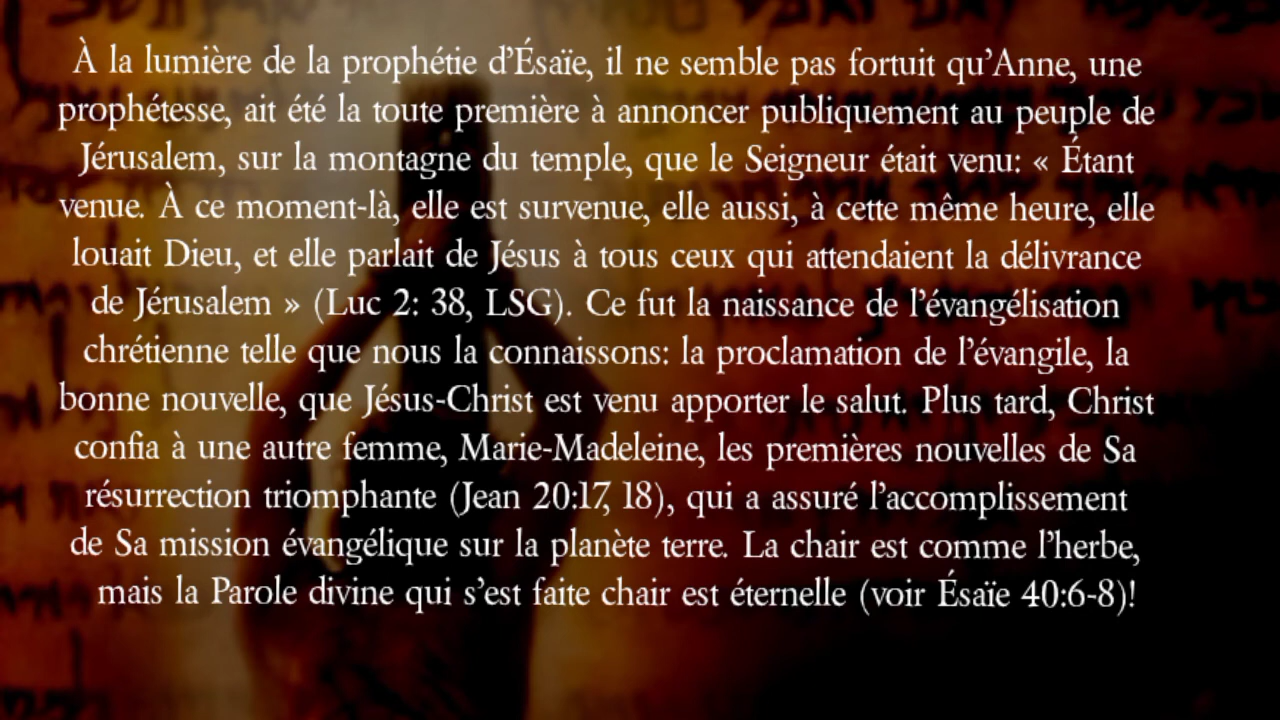 À la lumière de la prophétie d’Ésaïe, il ne semble pas fortuit qu’Anne, une
prophétesse, ait été la toute première à annoncer publiquement au peuple de
Jérusalem, sur la montagne du temple, que le Seigneur était venu: « Étant
venue. À ce moment-là, elle est survenue, elle aussi, à cette même heure, elle
louait Dieu, et elle parlait de Jésus à tous ceux qui attendaient la délivrance
de Jérusalem » (Luc 2: 38, LSG). Ce fut la naissance de l’évangélisation
chrétienne telle que nous la connaissons: la proclamation de l’évangile, la
bonne nouvelle, que Jésus-Christ est venu apporter le salut. Plus tard, Christ
confia à une autre femme, Marie-Madeleine, les premières nouvelles de Sa
résurrection triomphante (Jean 20:17, 18), qui a assuré l’accomplissement
de Sa mission évangélique sur la planète terre. La chair est comme l’herbe,
mais la Parole divine qui s’est faite chair est éternelle (voir Ésaïe 40:6-8)!